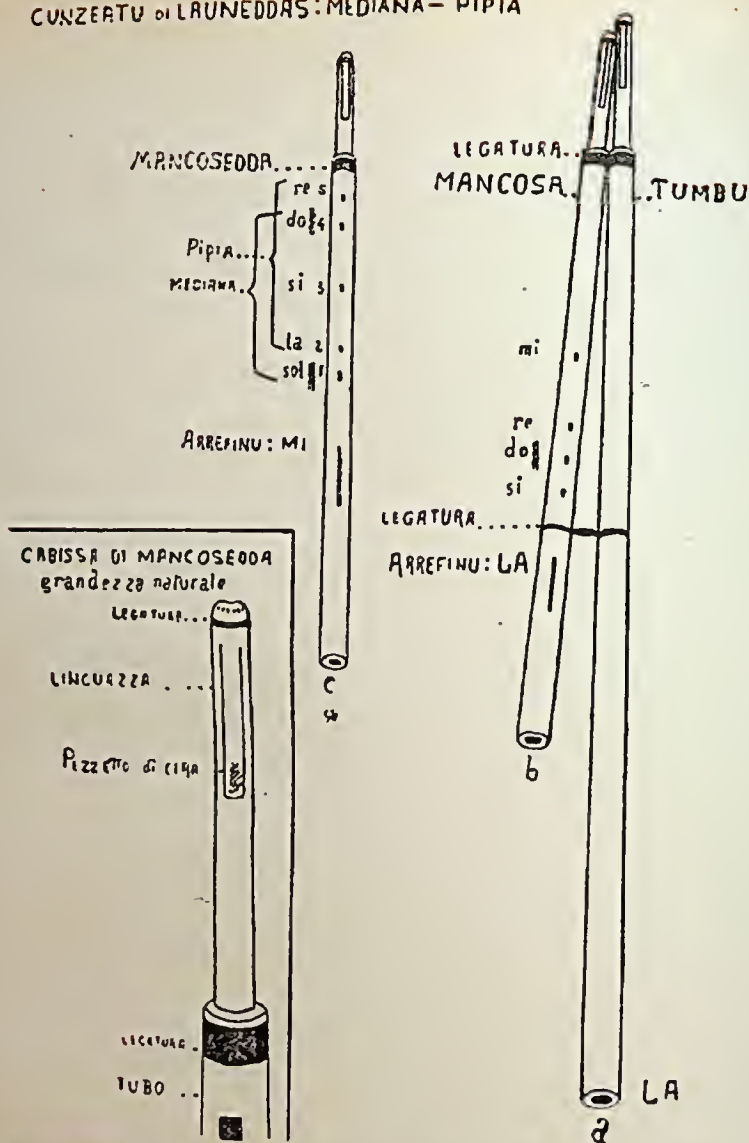 CUNZERTU DI LAUNEDDAS: MEDIANA – PIPIA
MANCOSEDDA
re 5
do 4
Pipia
MEDIANA
si 3
la 2
sol 1
ARREFINU: MI
c
LEGATURA
MANCOSA
TUMBU
mi
re
do
si
LEGATURA
ARREFINU: LA
b
LA
a
CABISSA DI MANCOSEDDA
grandezza naturale
LEGATURA
LINGUAZZA
PEZZETTO di CERA
LEGATURA
TUBO